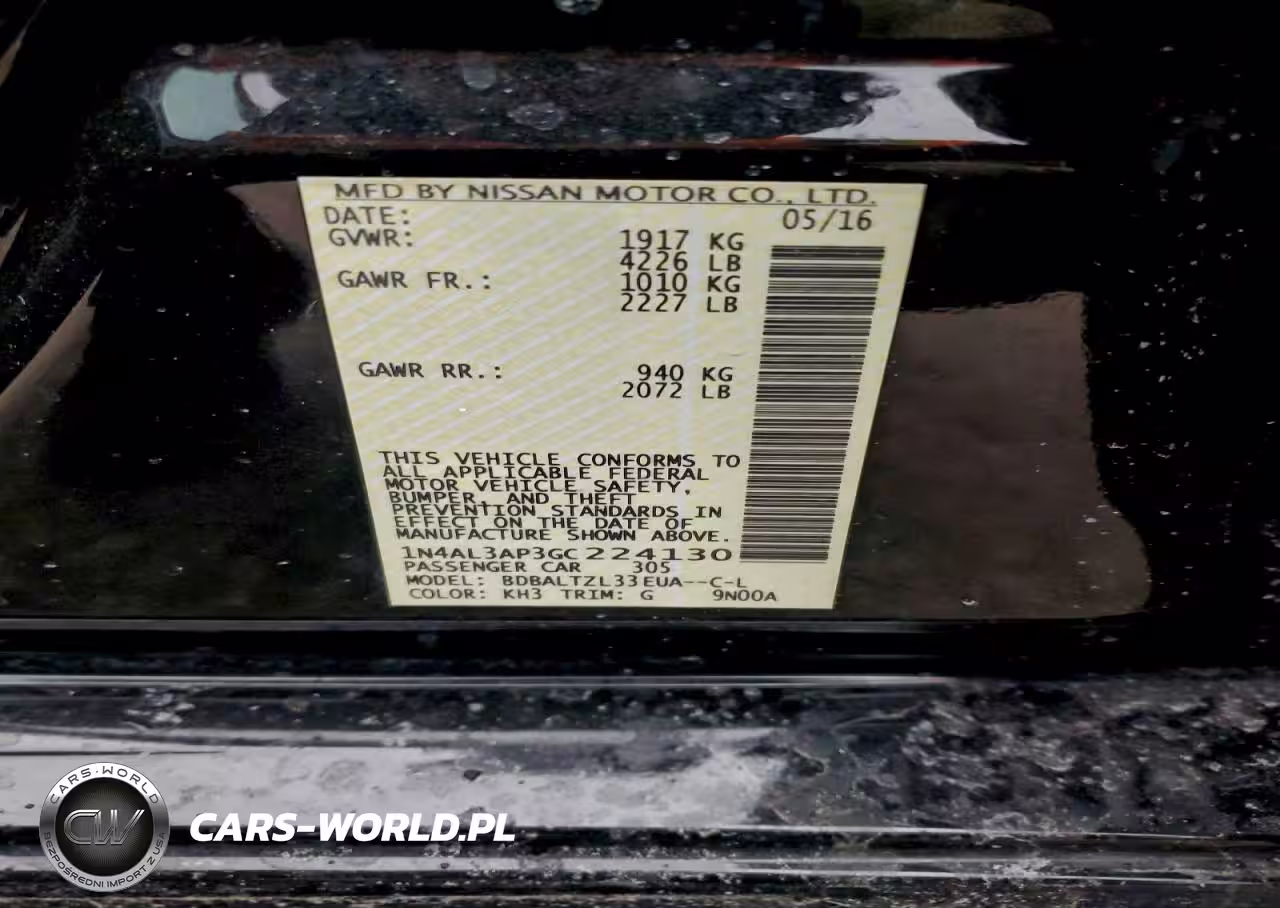 MFD BY NISSAN MOTOR CO., LTD.
DATE: 05/16
GVWR: 1917 KG
4226 LB
GAWR FR.: 1010 KG
2227 LB
GAWR RR.: 940 KG
2072 LB
THIS VEHICLE CONFORMS TO
ALL APPLICABLE FEDERAL
MOTOR VEHICLE SAFETY,
BUMPER, AND THEFT
PREVENTION STANDARDS IN
EFFECT ON THE DATE OF
MANUFACTURE SHOWN ABOVE.
1N4AL3AP3GC224130
PASSENGER CAR 305
MODEL: BDBALTZL33EUA--C-L
COLOR: KH3 TRIM: G 9N00A
CARS-WORLD
CW
BEZPOŚREDNI IMPORT Z USA
CARS-WORLD.PL